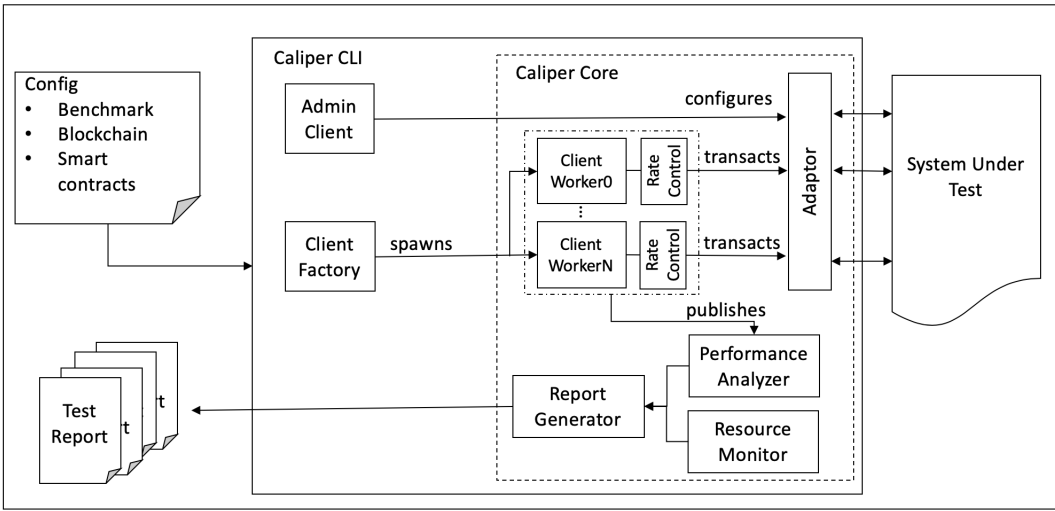 Caliper CLI
Config
• Benchmark
• Blockchain
• Smart
contracts
Caliper Core
Admin
Client
configures
Client
Worker0
Rate
Control
transacts
Adaptor
System Under
Test
Client
Factory
spawns
Client
WorkerN
Rate
Control
transacts
publishes
Performance
Analyzer
Report
Generator
Resource
Monitor
Test
Report
rt
rt